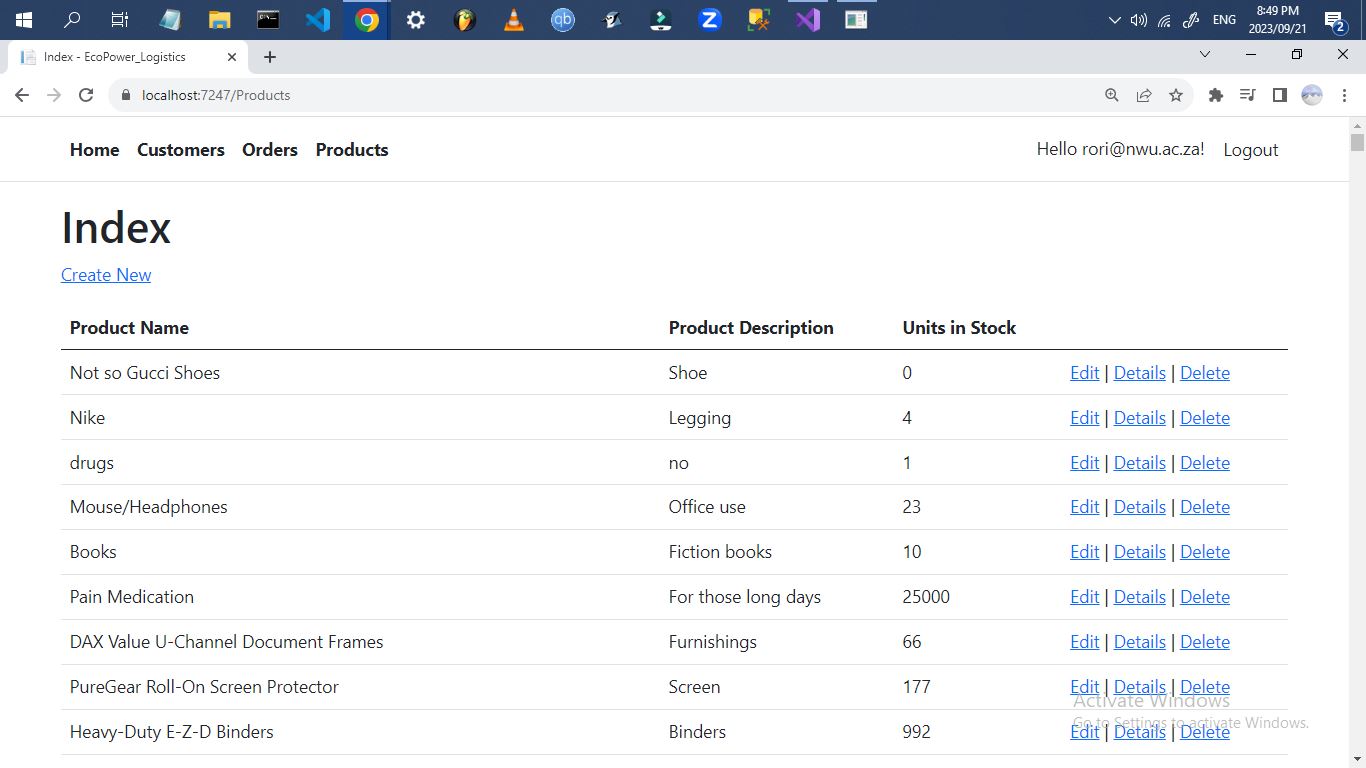 ENG
8:49 PM
2023/09/21
2
Index - EcoPower_Logistics
localhost:7247/Products
Home Customers Orders Products Hello rori@nwu.ac.za! Logout
Index
Create New
Product Name Product Description Units in Stock
Not so Gucci Shoes Shoe 0 Edit | Details | Delete
Nike Legging 4 Edit | Details | Delete
drugs no 1 Edit | Details | Delete
Mouse/Headphones Office use 23 Edit | Details | Delete
Books Fiction books 10 Edit | Details | Delete
Pain Medication For those long days 25000 Edit | Details | Delete
DAX Value U-Channel Document Frames Furnishings 66 Edit | Details | Delete
PureGear Roll-On Screen Protector Screen 177 Edit | Details | Delete
Activate Windows
Heavy-Duty E-Z-D Binders Binders 992 Edit | Details | Delete
Go to Settings to activate Windows.